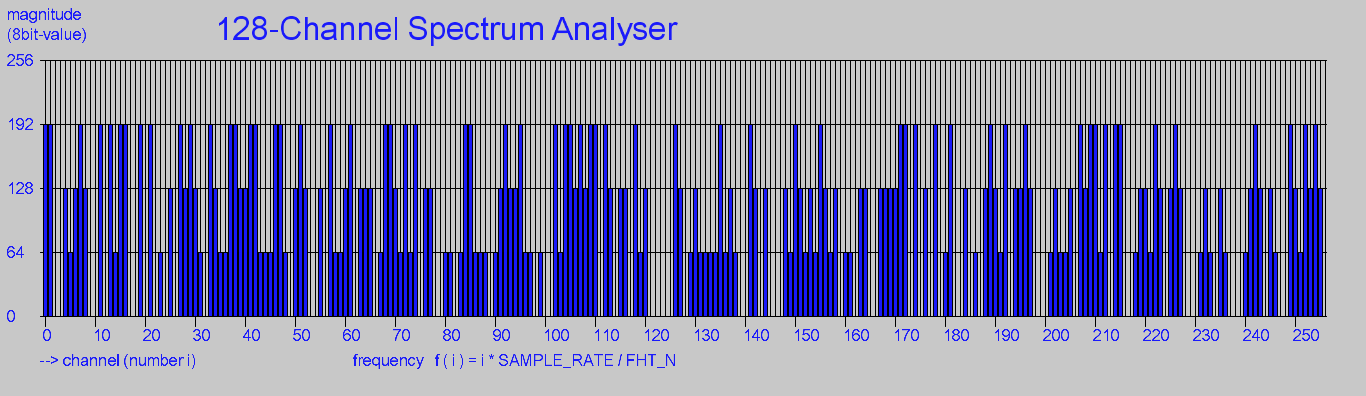 magnitude
(8bit-value)
128-Channel Spectrum Analyser
256
192
128
64
0
0 10 20 30 40 50 60 70 80 90 100 110 120 130 140 150 160 170 180 190 200 210 220 230 240 250
--> channel (number i) frequency f ( i ) = i * SAMPLE_RATE / FHT_N